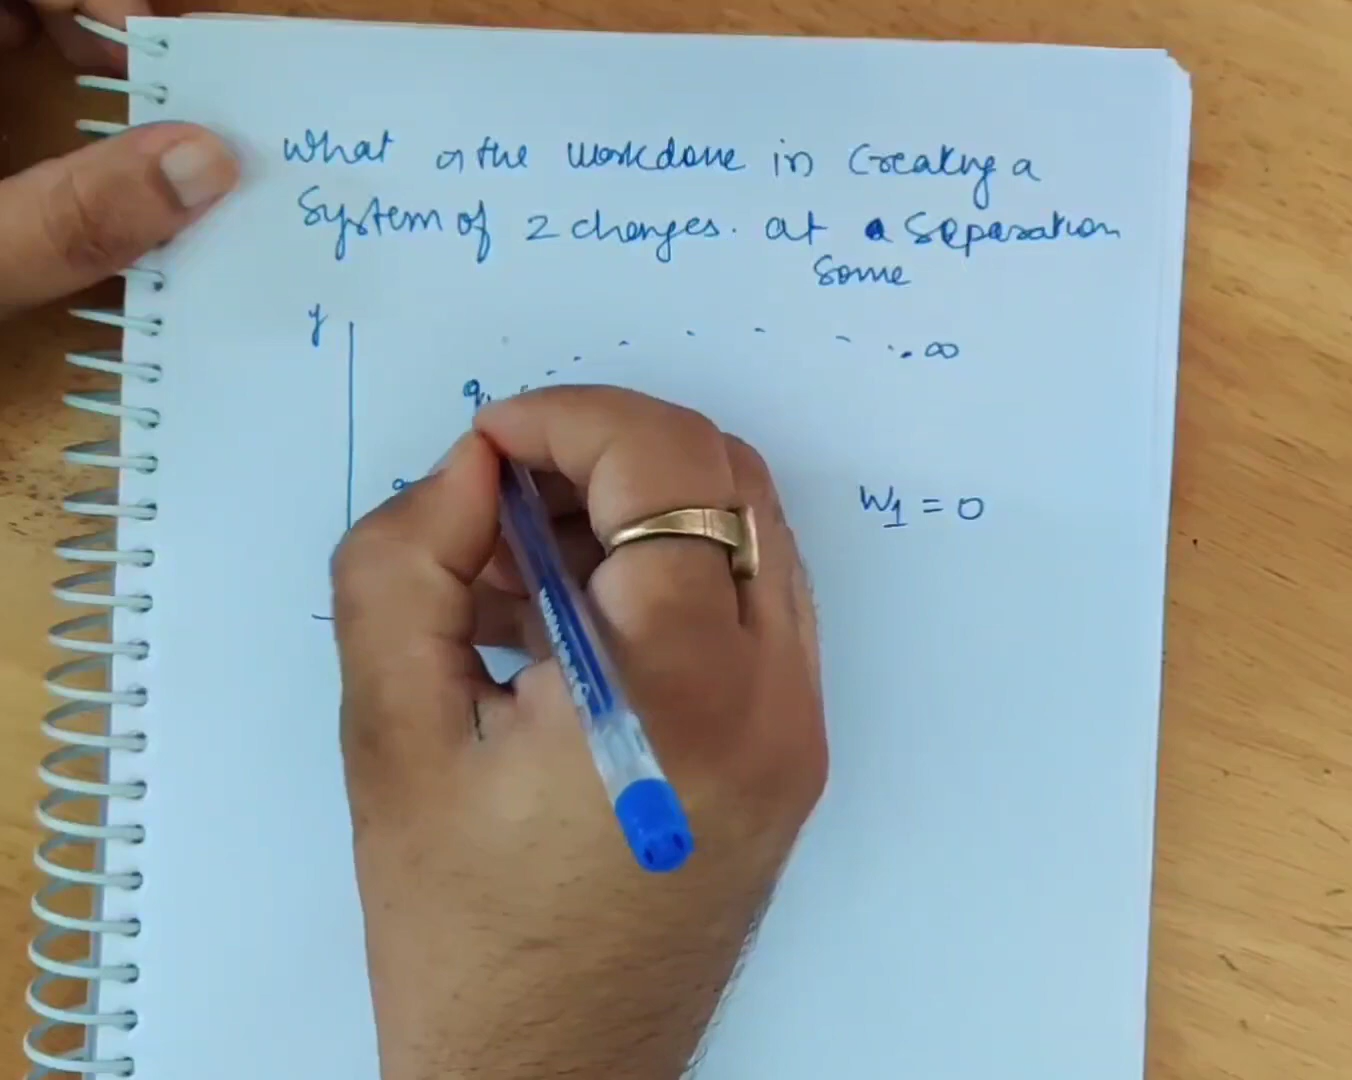 What is the workdone in Creating a
System of 2 charges. at a Separation
Some
y
∞
q1
W1 = 0